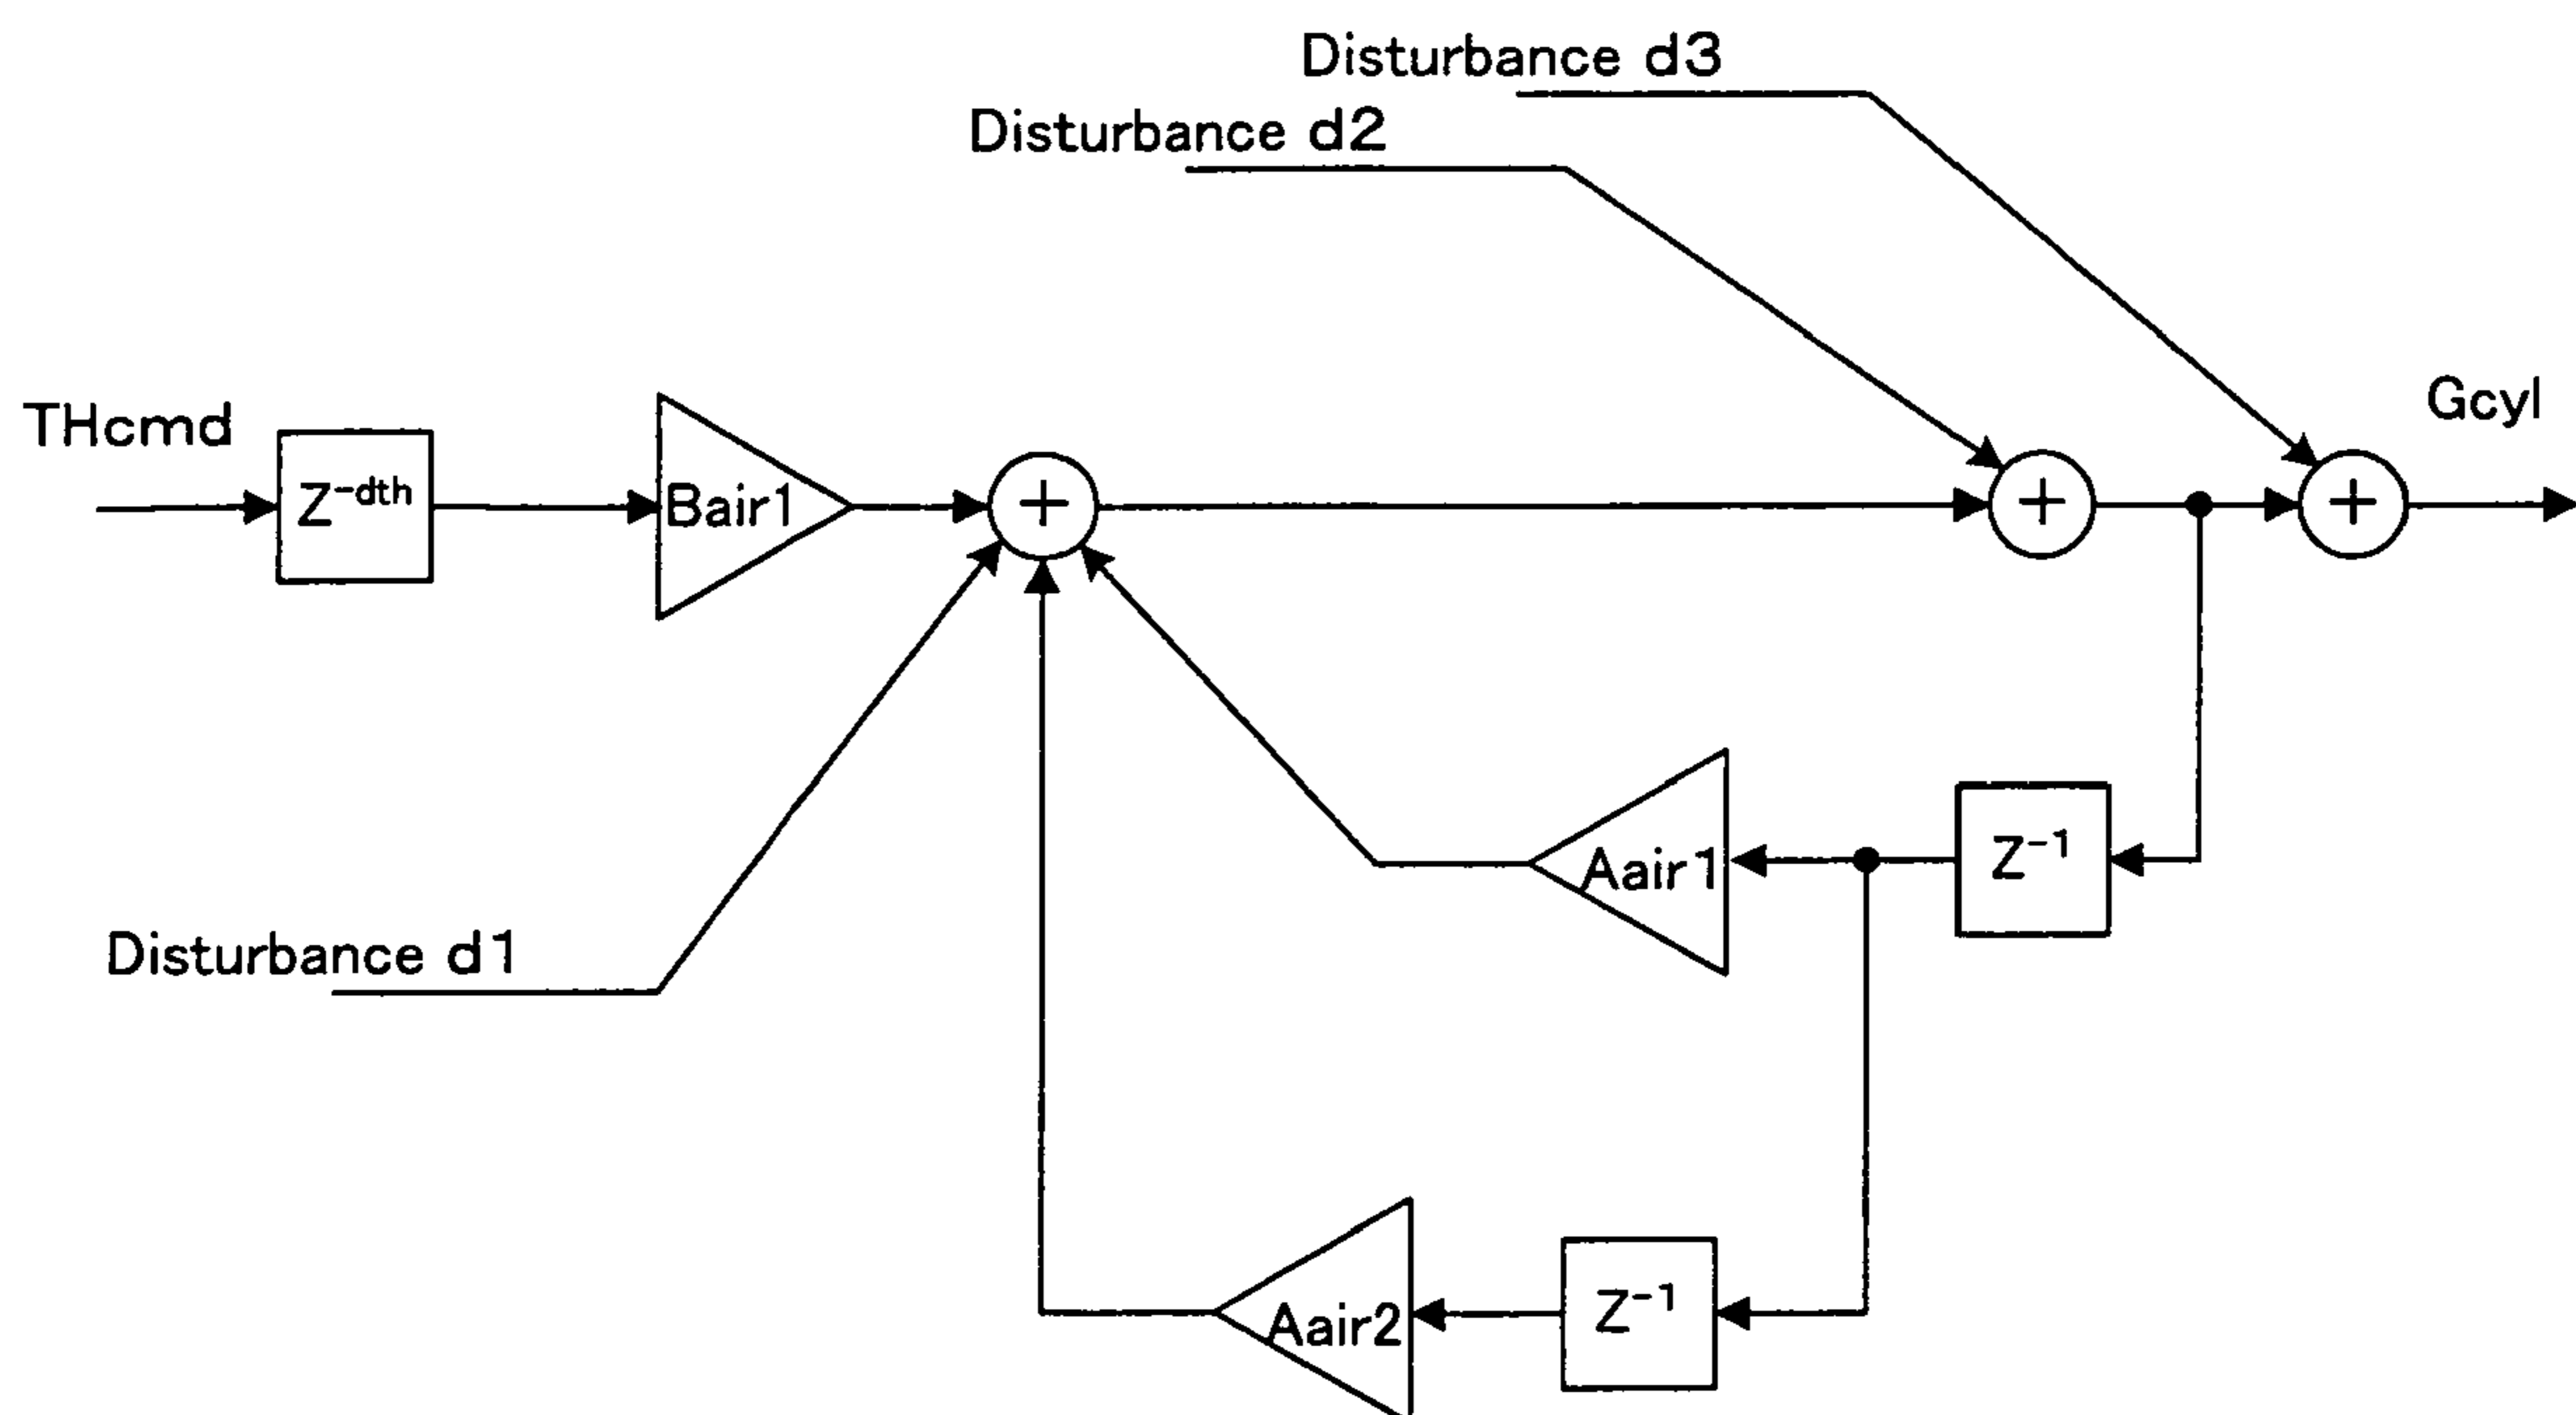 Disturbance d3
Disturbance d2
THcmd
Gcyl
Z⁻ᵈᵗʰ
Bair1
+
+
+
Aair1
Z⁻¹
Disturbance d1
Aair2
Z⁻¹